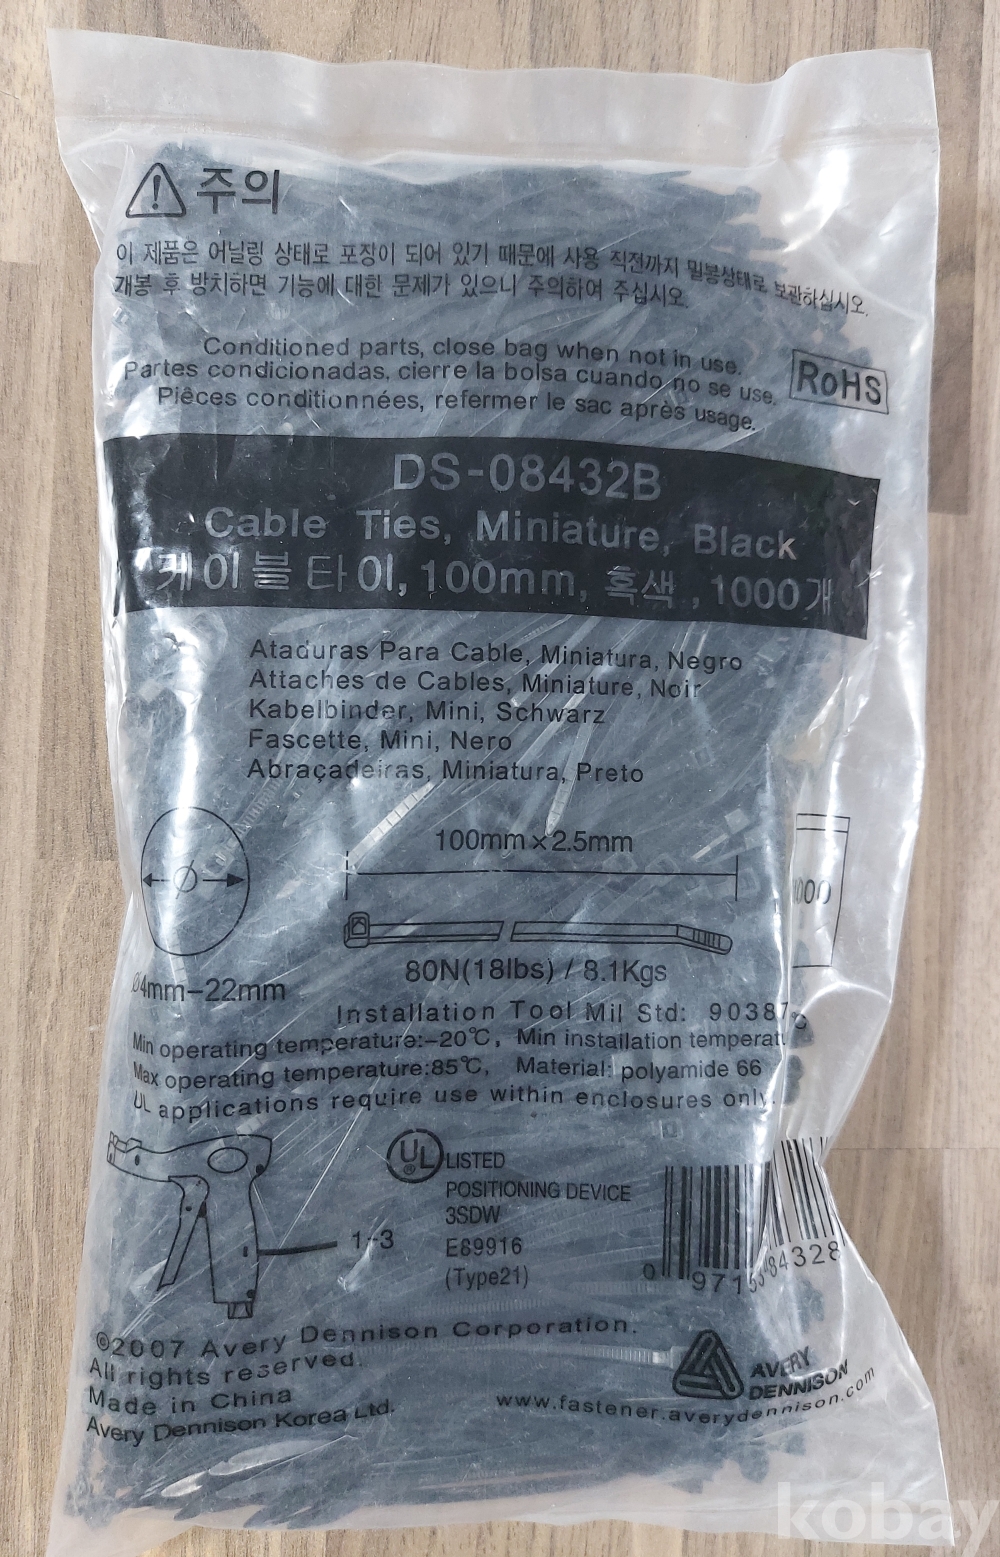 주의
이 제품은 어닐링 상태로 포장이 되어 있기 때문에 사용 직전까지 밀봉상태로 보관하십시오.
개봉 후 방치하면 기능에 대한 문제가 있으니 주의하여 주십시오.
Conditioned parts, close bag when not in use.
Partes condicionadas, cierre la bolsa cuando no se use.
Pièces conditionnées, refermer le sac après usage.
RoHS
DS-08432B
Cable Ties, Miniature, Black
케이블타이, 100mm, 흑색, 1000개
Ataduras Para Cable, Miniatura, Negro
Attaches de Cables, Miniature, Noir
Kabelbinder, Mini, Schwarz
Fascette, Mini, Nero
Abraçadeiras, Miniatura, Preto
100mm×2.5mm
80N(18lbs) / 8.1Kgs
Ø4mm-22mm
Installation Tool Mil Std: 90387
Min operating temperature:-20℃, Min installation
Max operating temperature:85℃, Material: polyamide 66
UL applications require use within enclosures only.
UL
LISTED
POSITIONING DEVICE
3SDW
E89916
(Type21)
1-3
©2007 Avery Dennison Corporation.
All rights reserved.
Made in China
Avery Dennison Korea Ltd.
AVERY
DENNISON
www.fastener.averydennison.com
kobay